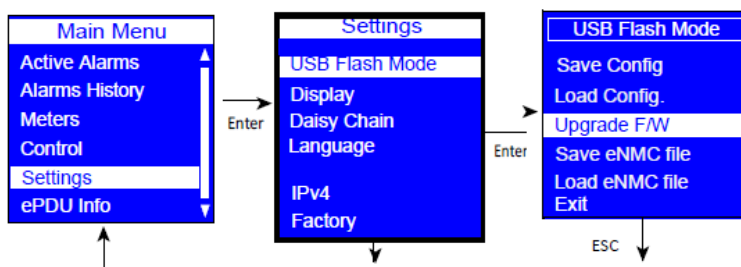 Main Menu
Active Alarms
Alarms History
Meters
Control
Settings
ePDU Info
Enter
Settings
USB Flash Mode
Display
Daisy Chain
Language
IPv4
Factory
Enter
USB Flash Mode
Save Config
Load Config.
Upgrade F/W
Save eNMC file
Load eNMC file
Exit
ESC